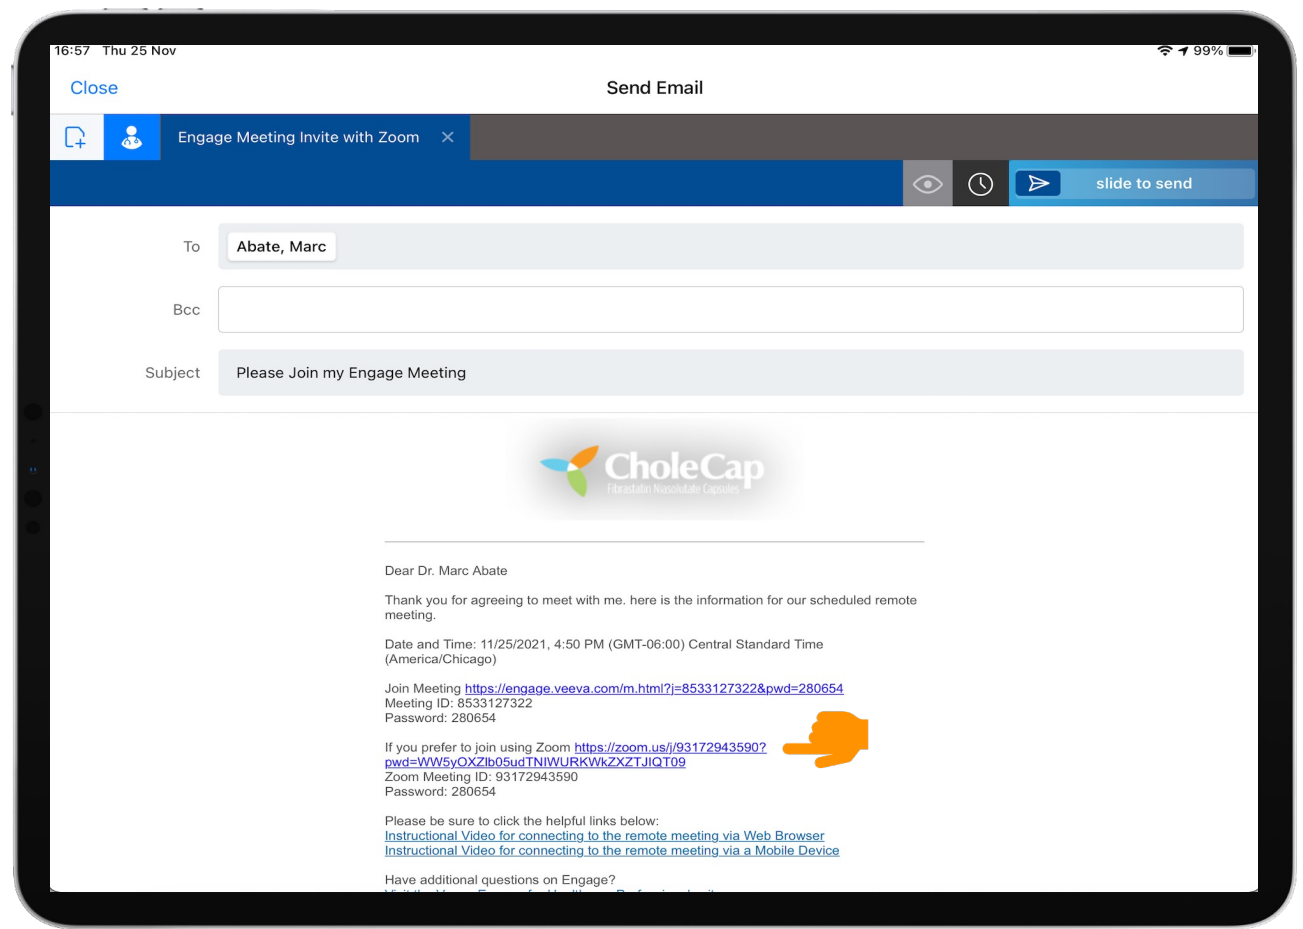 16:57 Thu 25 Nov 99%
Close Send Email
Engage Meeting Invite with Zoom
slide to send
To Abate, Marc
Bcc
Subject Please Join my Engage Meeting
CholeCap
Fibrastatin Niasolutate Capsules
Dear Dr. Marc Abate
Thank you for agreeing to meet with me. here is the information for our scheduled remote
meeting.
Date and Time: 11/25/2021, 4:50 PM (GMT-06:00) Central Standard Time
(America/Chicago)
Join Meeting https://engage.veeva.com/m.html?j=8533127322&pwd=280654
Meeting ID: 8533127322
Password: 280654
If you prefer to join using Zoom https://zoom.us/j/93172943590?
pwd=WW5yOXZlb05udTNIWURKWkZXZTJIQT09
Zoom Meeting ID: 93172943590
Password: 280654
Please be sure to click the helpful links below:
Instructional Video for connecting to the remote meeting via Web Browser
Instructional Video for connecting to the remote meeting via a Mobile Device
Have additional questions on Engage?